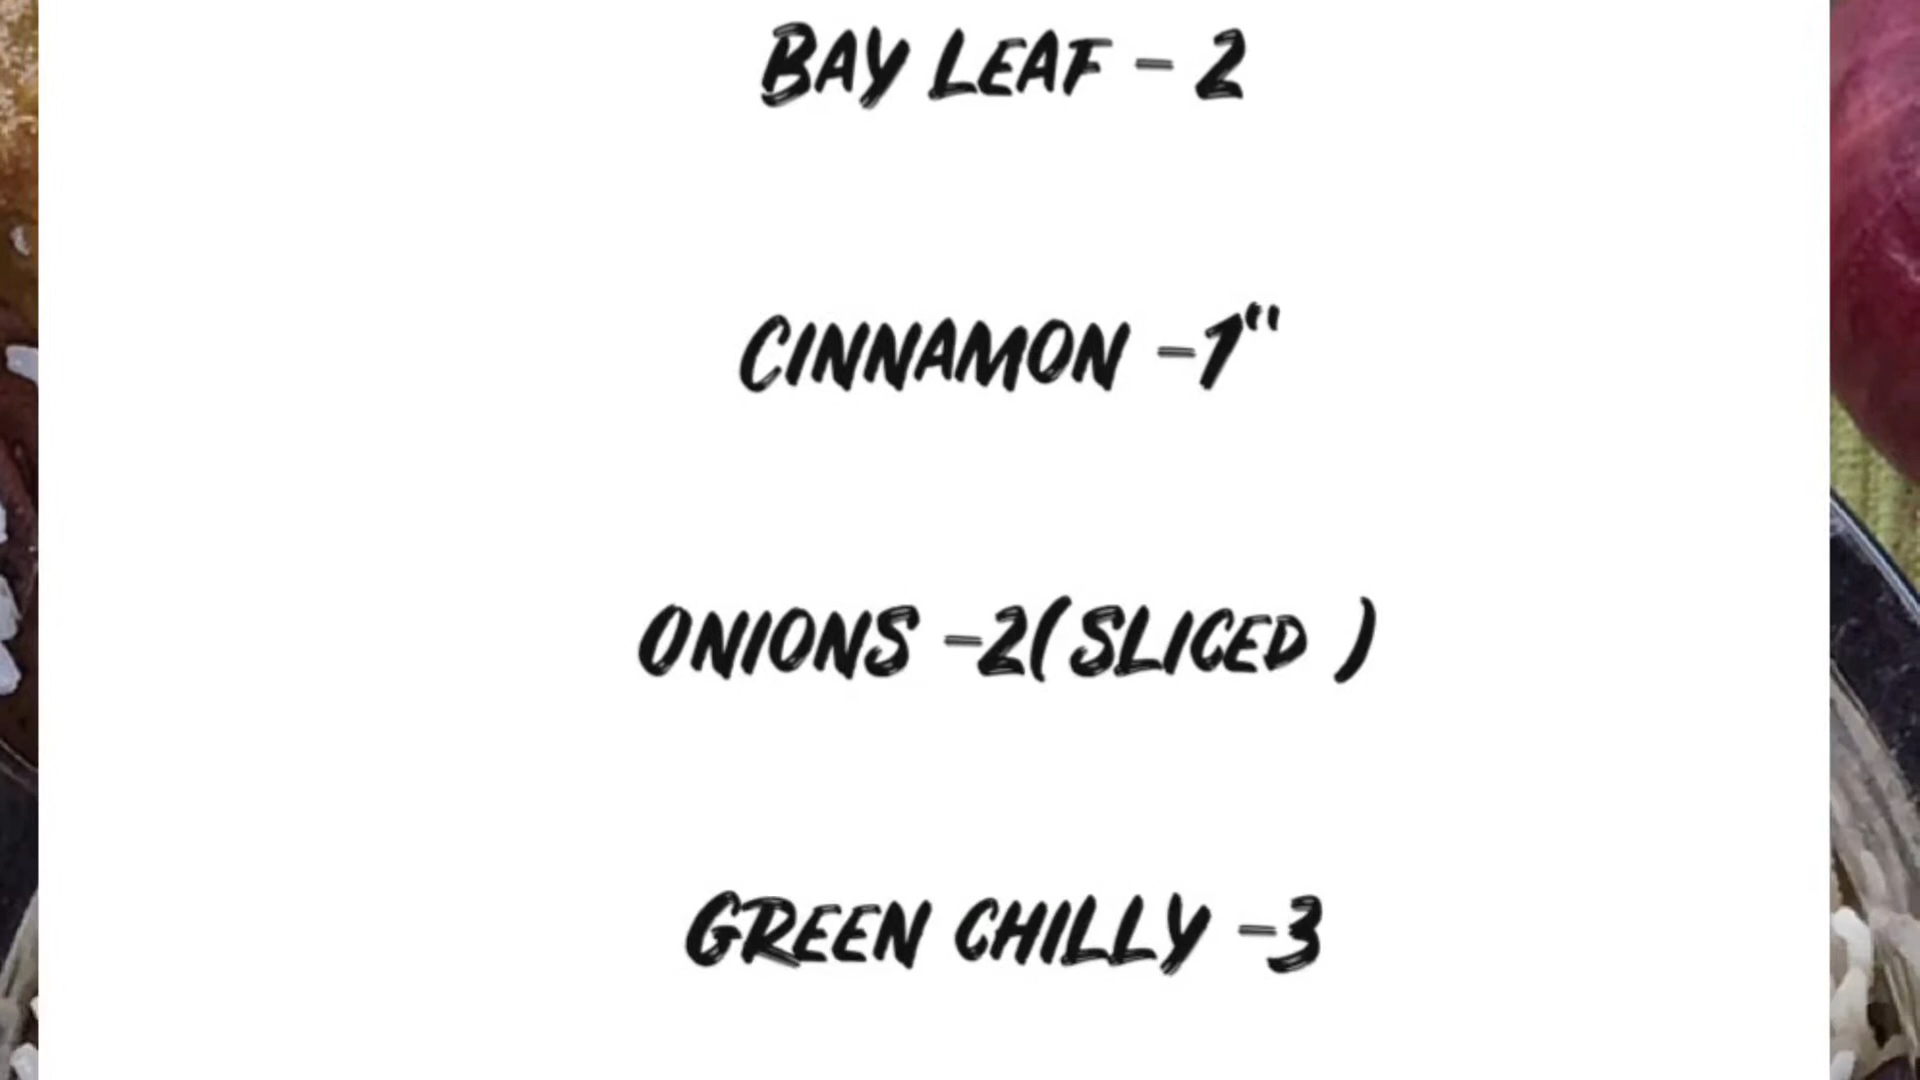 BAY LEAF - 2
CINNAMON -1"
ONIONS -2(SLICED )
GREEN CHILLY -3